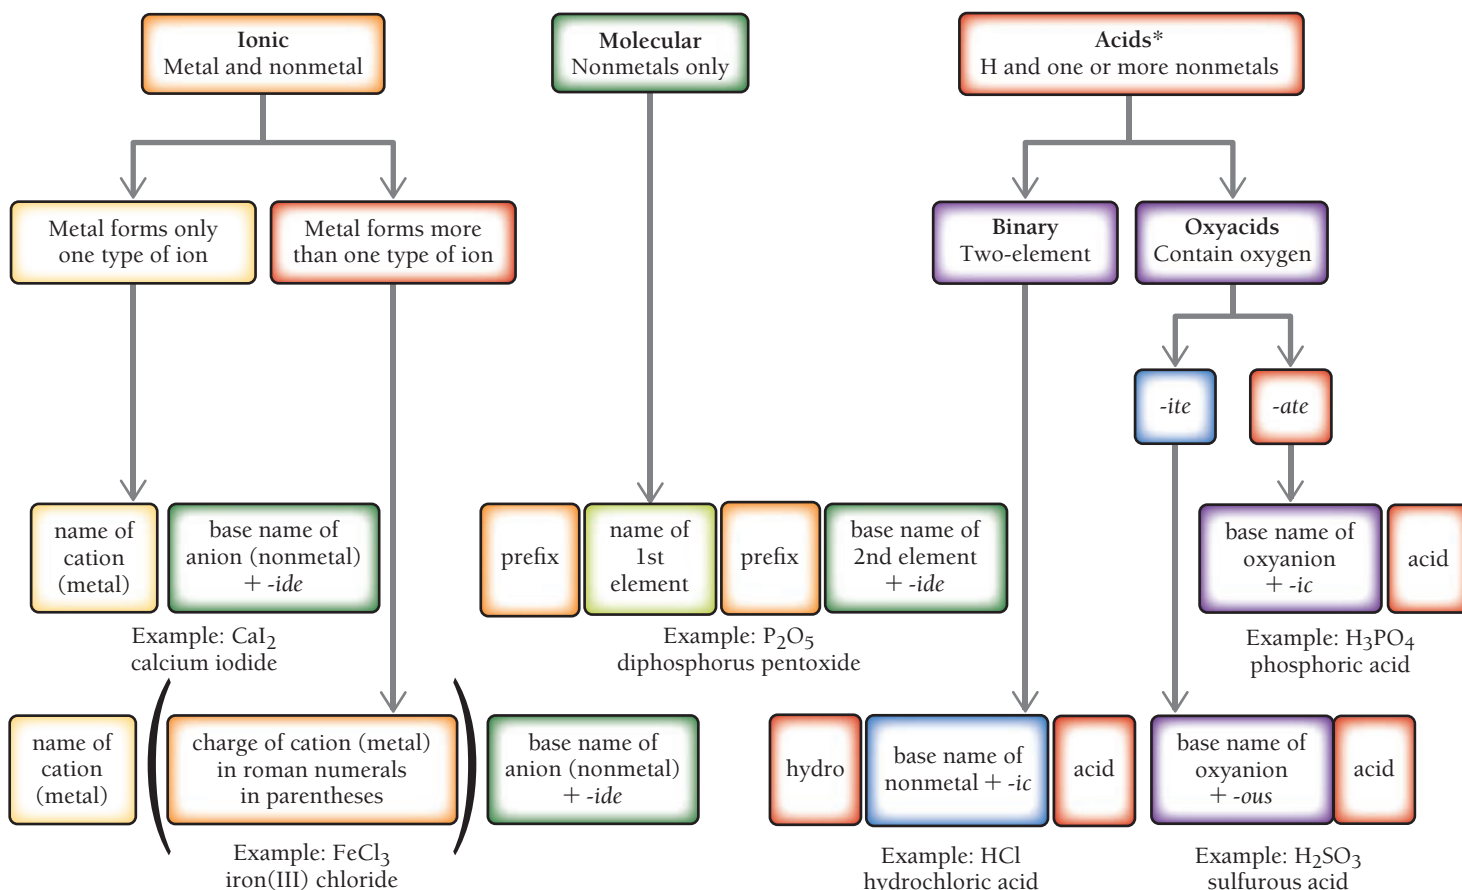 Ionic
Metal and nonmetal
Molecular
Nonmetals only
Acids*
H and one or more nonmetals
Metal forms only
one type of ion
Metal forms more
than one type of ion
Binary
Two-element
Oxyacids
Contain oxygen
-ite
-ate
name of
cation
(metal)
base name of
anion (nonmetal)
+ -ide
Example: CaI₂
calcium iodide
prefix
name of
1st
element
prefix
base name of
2nd element
+ -ide
Example: P₂O₅
diphosphorus pentoxide
base name of
oxyanion
+ -ic
acid
Example: H₃PO₄
phosphoric acid
name of
cation
(metal)
(
charge of cation (metal)
in roman numerals
in parentheses
)
base name of
anion (nonmetal)
+ -ide
Example: FeCl₃
iron(III) chloride
hydro
base name of
nonmetal + -ic
acid
Example: HCl
hydrochloric acid
base name of
oxyanion
+ -ous
acid
Example: H₂SO₃
sulfurous acid